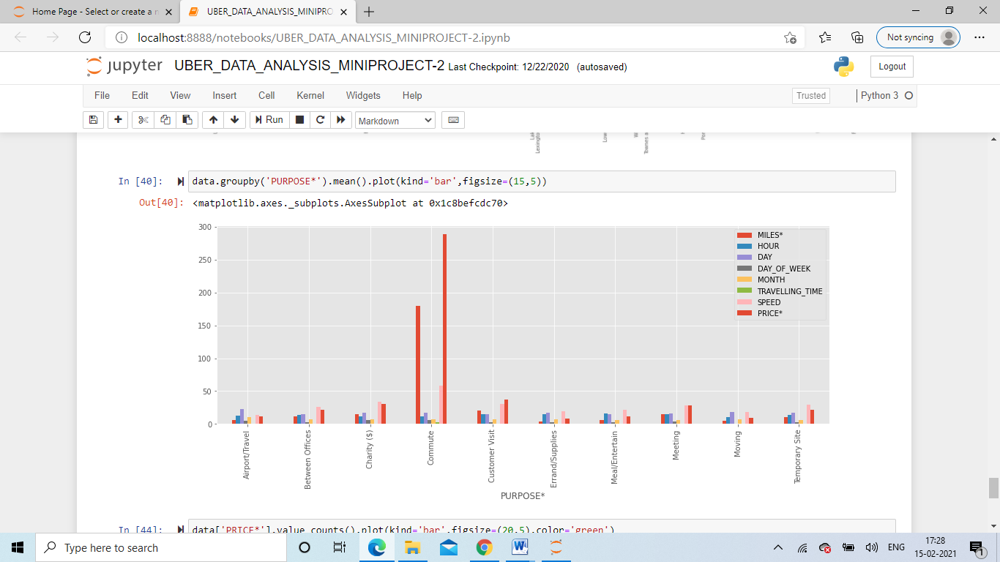 Home Page - Select or create a n
UBER_DATA_ANALYSIS_MINIPRO
localhost:8888/notebooks/UBER_DATA_ANALYSIS_MINIPROJECT-2.ipynb
Not syncing
jupyter UBER_DATA_ANALYSIS_MINIPROJECT-2 Last Checkpoint: 12/22/2020 (autosaved)
Logout
File Edit View Insert Cell Kernel Widgets Help
Trusted
Python 3
Run
Markdown
Lexington
Townes a
In [40]: data.groupby('PURPOSE*').mean().plot(kind='bar',figsize=(15,5))
Out[40]: <matplotlib.axes._subplots.AxesSubplot at 0x1c8befcdc70>
300
250
200
150
100
50
0
MILES*
HOUR
DAY
DAY_OF_WEEK
MONTH
TRAVELLING_TIME
SPEED
PRICE*
Airport/Travel
Between Offices
Charity ($)
Commute
Customer Visit
Errand/Supplies
Meal/Entertain
Meeting
Moving
Temporary Site
PURPOSE*
In [44]: data['PRICE*'].value_counts().plot(kind='bar',figsize=(20,5),color='green')
Type here to search
ENG
17:28
15-02-2021
1